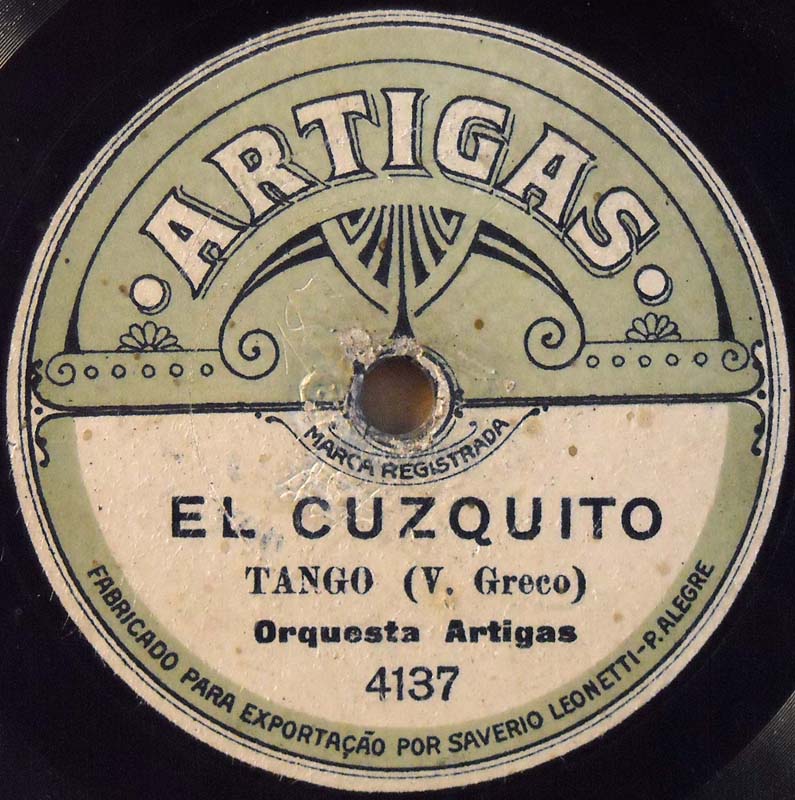 ARTIGAS
MARCA REGISTRADA
EL CUZQUITO
TANGO (V. Greco)
Orquesta Artigas
4137
FABRICADO PARA EXPORTAÇÃO POR SAVERIO LEONETTI-P. ALEGRE